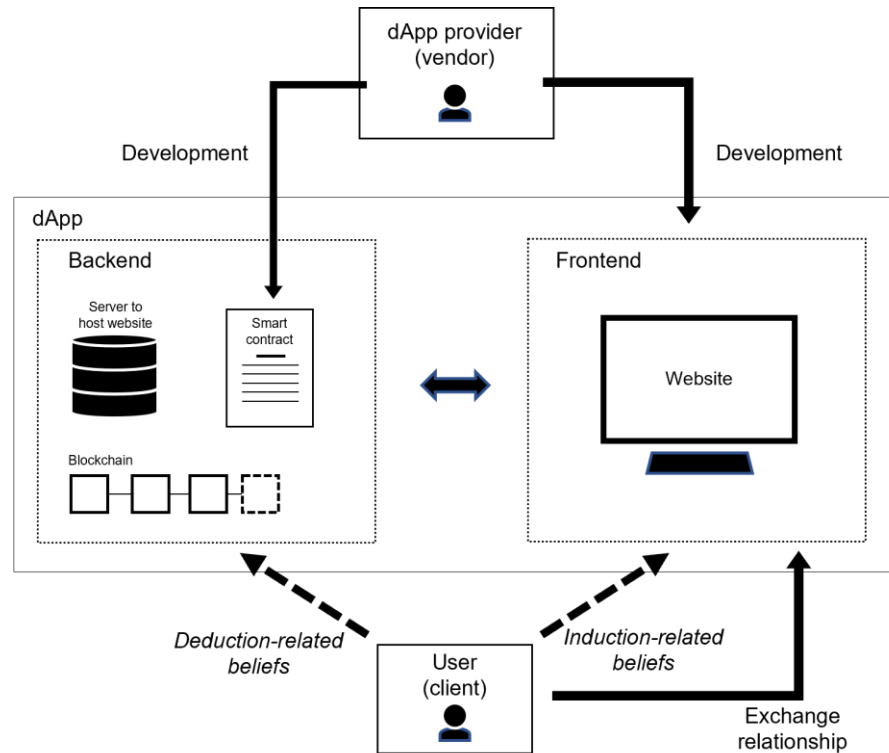 dApp provider
(vendor)
Development
Development
dApp
Backend
Frontend
Server to
host website
Smart
contract
Website
Blockchain
Deduction-related
beliefs
Induction-related
beliefs
User
(client)
Exchange
relationship